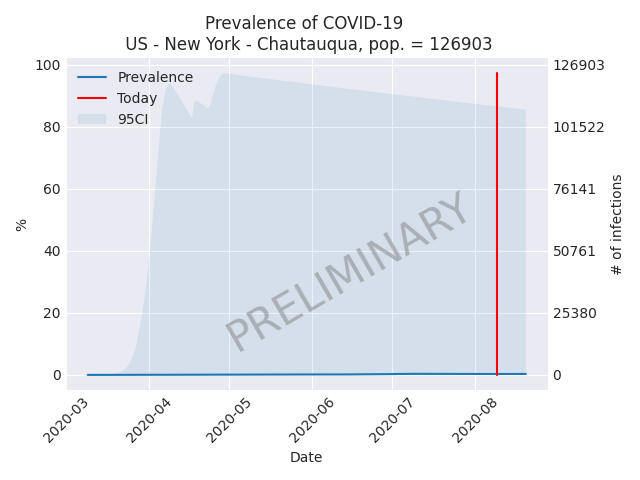 Prevalence of COVID-19
US - New York - Chautauqua, pop. = 126903
Prevalence
Today
95CI
100
80
60
40
20
0
%
126903
101522
76141
50761
25380
0
# of infections
PRELIMINARY
2020-03
2020-04
2020-05
2020-06
2020-07
2020-08
Date